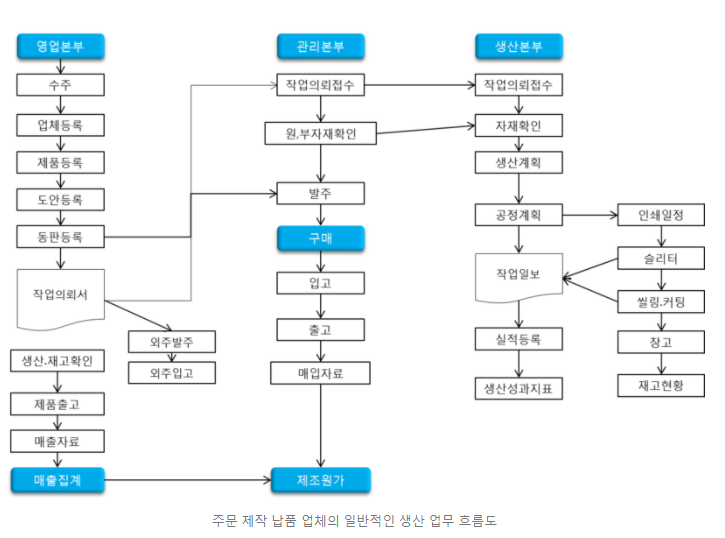 영업본부
수주
업체등록
제품등록
도안등록
동판등록
작업의뢰서
외주발주
외주입고
생산.재고확인
제품출고
매출자료
매출집계
관리본부
작업의뢰접수
원,부자재확인
발주
구매
입고
출고
매입자료
제조원가
생산본부
작업의뢰접수
자재확인
생산계획
공정계획
작업일보
실적등록
생산성과지표
인쇄일정
슬리터
씰링.커팅
창고
재고현황
주문 제작 납품 업체의 일반적인 생산 업무 흐름도